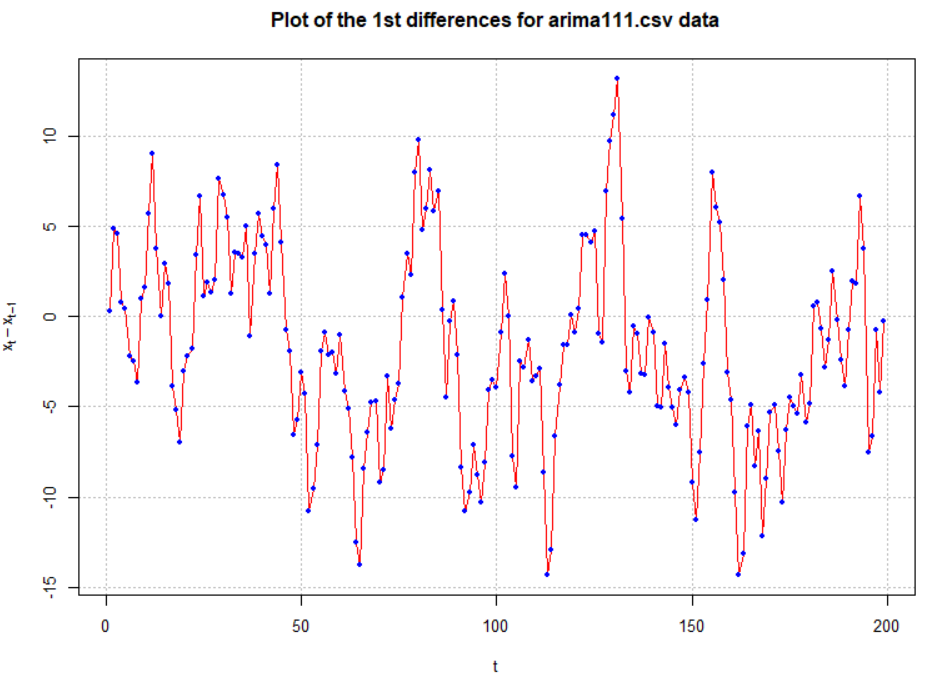 Plot of the 1st differences for arima111.csv data
xₜ − xₜ₋₁
10
5
0
-5
-10
-15
0 50 100 150 200
t